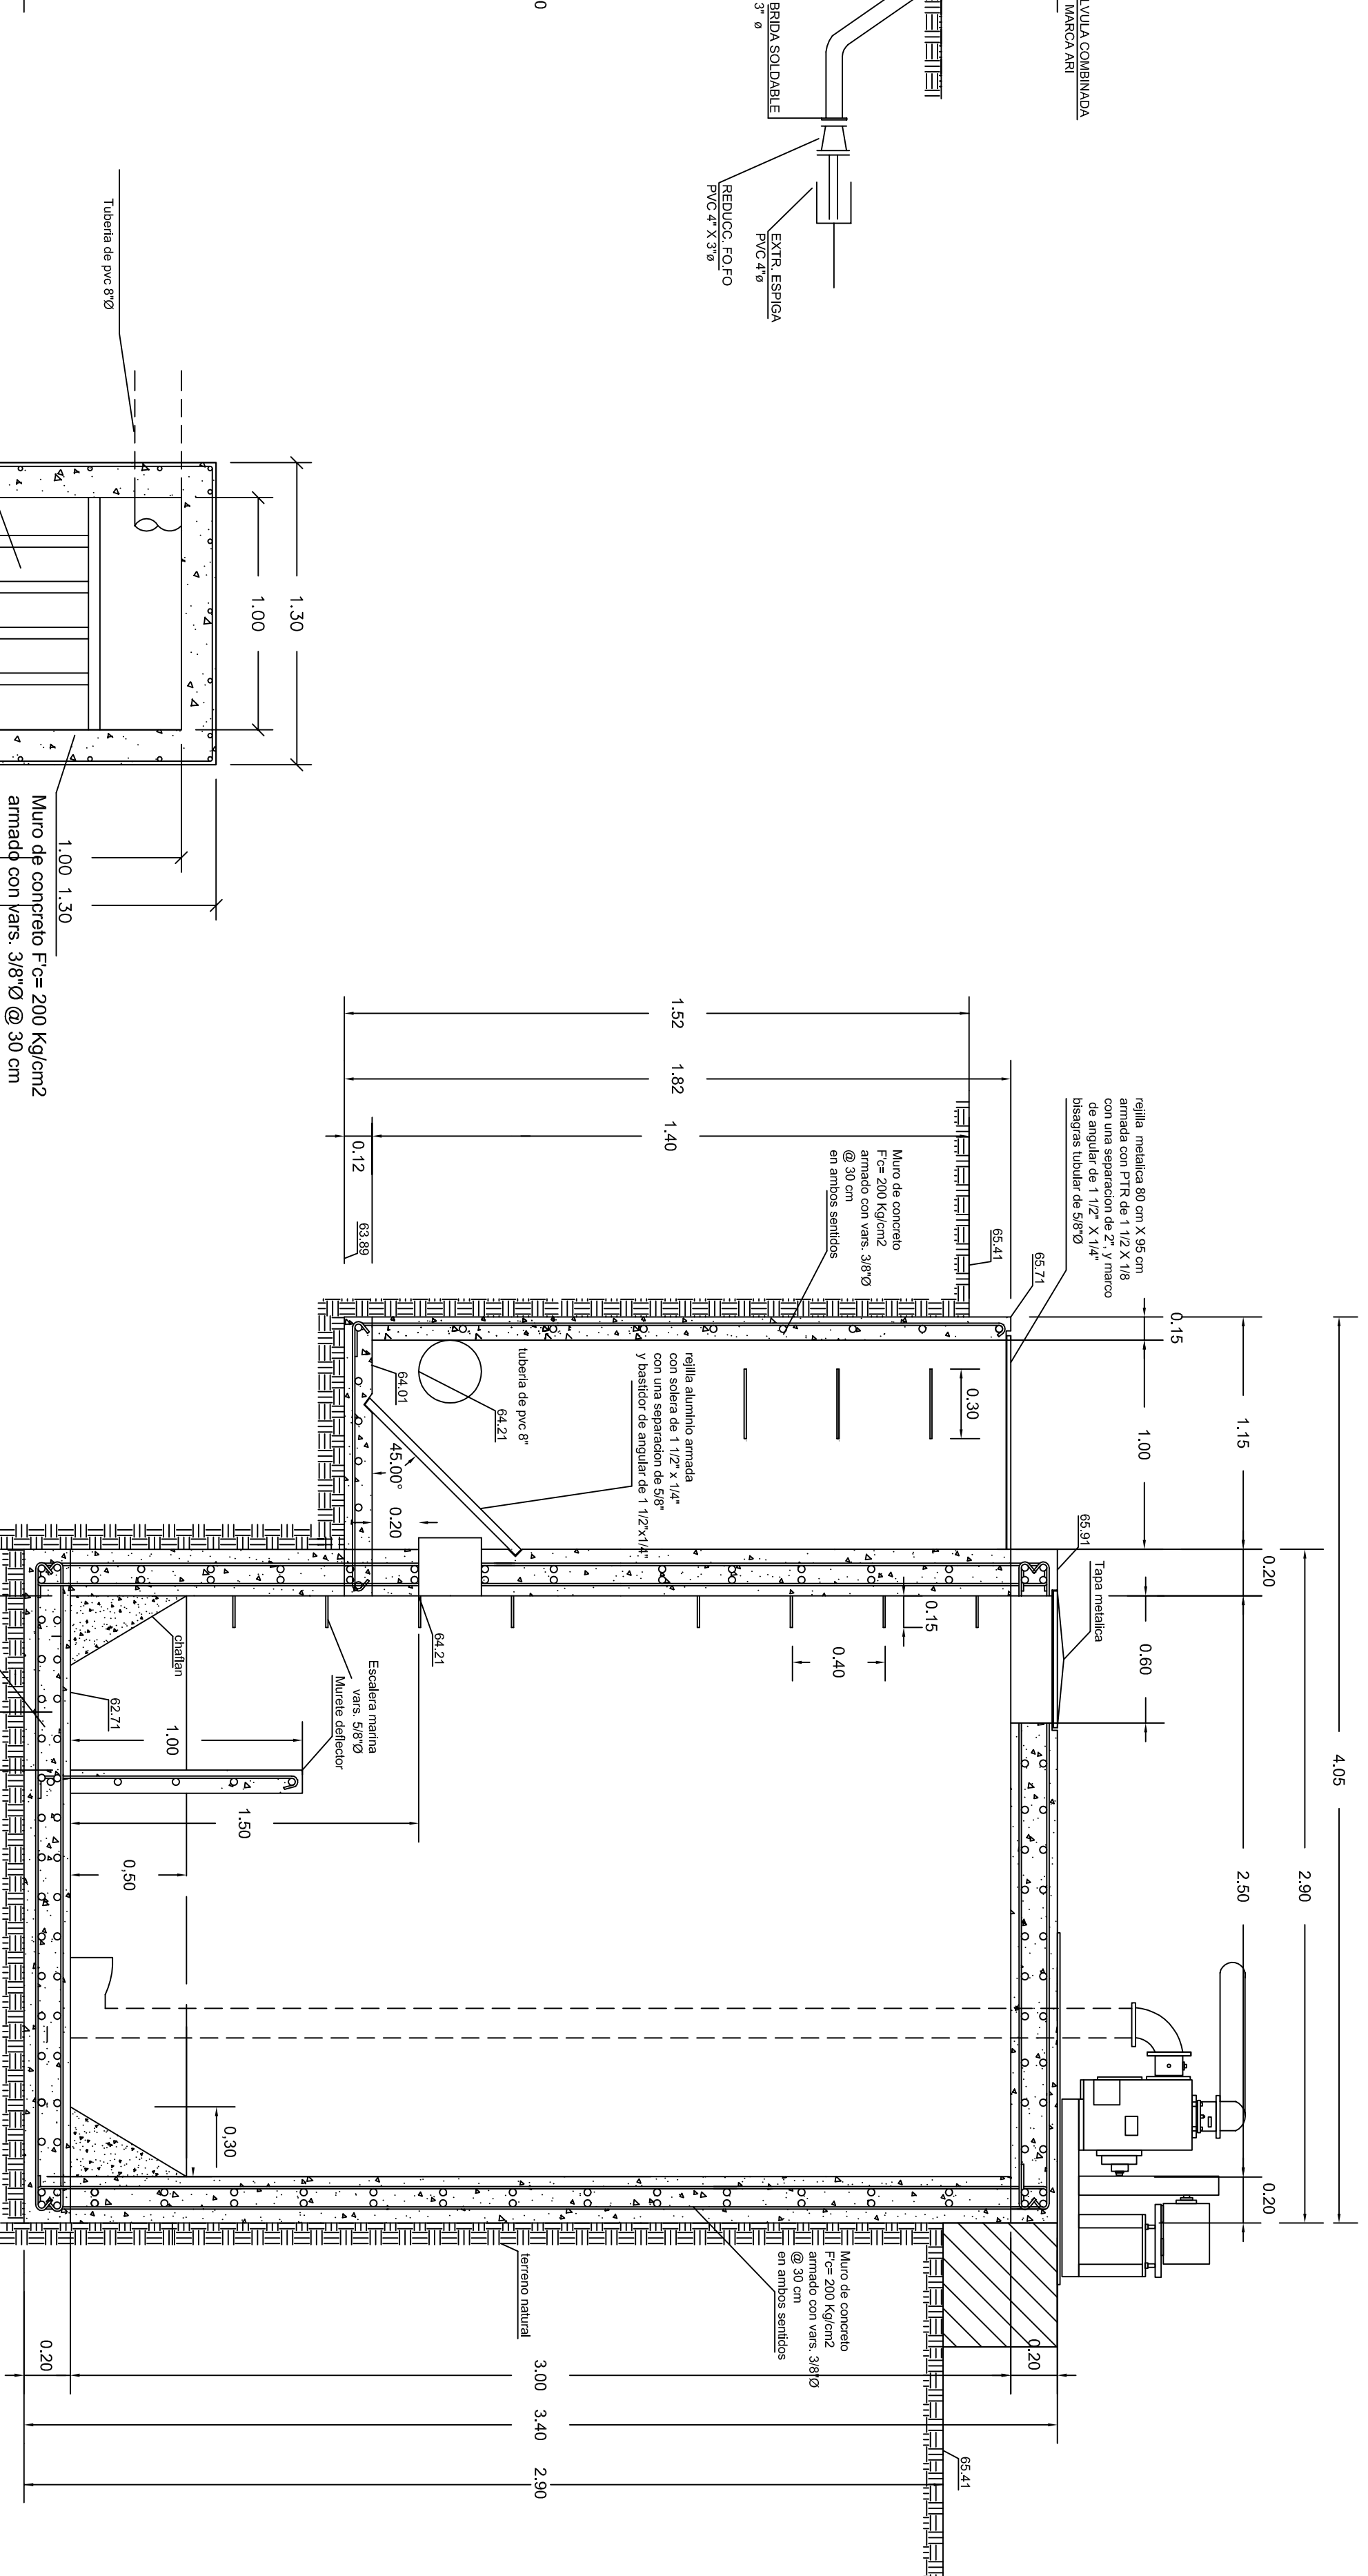 LVULA COMBINADA
MARCA ARI
BRIDA SOLDABLE
3" ø
REDUCC. FO.FO
PVC 4" X 3"ø
EXTR. ESPIGA
PVC 4"ø
0
Tuberia de pvc 8"Ø
1.30
1.00
1.00 1.30
Muro de concreto F'c= 200 Kg/cm2
armado con vars. 3/8"Ø @ 30 cm
4.05
2.90
1.15
2.50
0.15
1.00
0.20
0.60
0.20
rejilla metalica 80 cm X 95 cm
armada con PTR de 1 1/2 X 1/8
con una separacion de 2", y marco
de angular de 1 1/2" X 1/4"
bisagras tubular de 5/8"Ø
65.71
65.41
65.91
Tapa metalica
Muro de concreto
F'c= 200 Kg/cm2
armado con vars. 3/8"Ø
@ 30 cm
en ambos sentidos
1.52
1.82
1.40
0.12
63.89
0.30
rejilla aluminio armada
con solera de 1 1/2" x 1/4"
con una separacion de 5/8"
y bastidor de angular de 1 1/2"x1/4"
tuberia de pvc 8"
64.21
64.01
45.00°
0.20
0.15
0.40
64.21
Escalera marina
vars. 5/8"Ø
Murete deflector
chaflan
62.71
1.00
1.50
0,50
0,30
Muro de concreto
F'c= 200 Kg/cm2
armado con vars. 3/8"Ø
@ 30 cm
en ambos sentidos
terreno natural
0.20
3.00
0.20
3.40
2.90
65.41